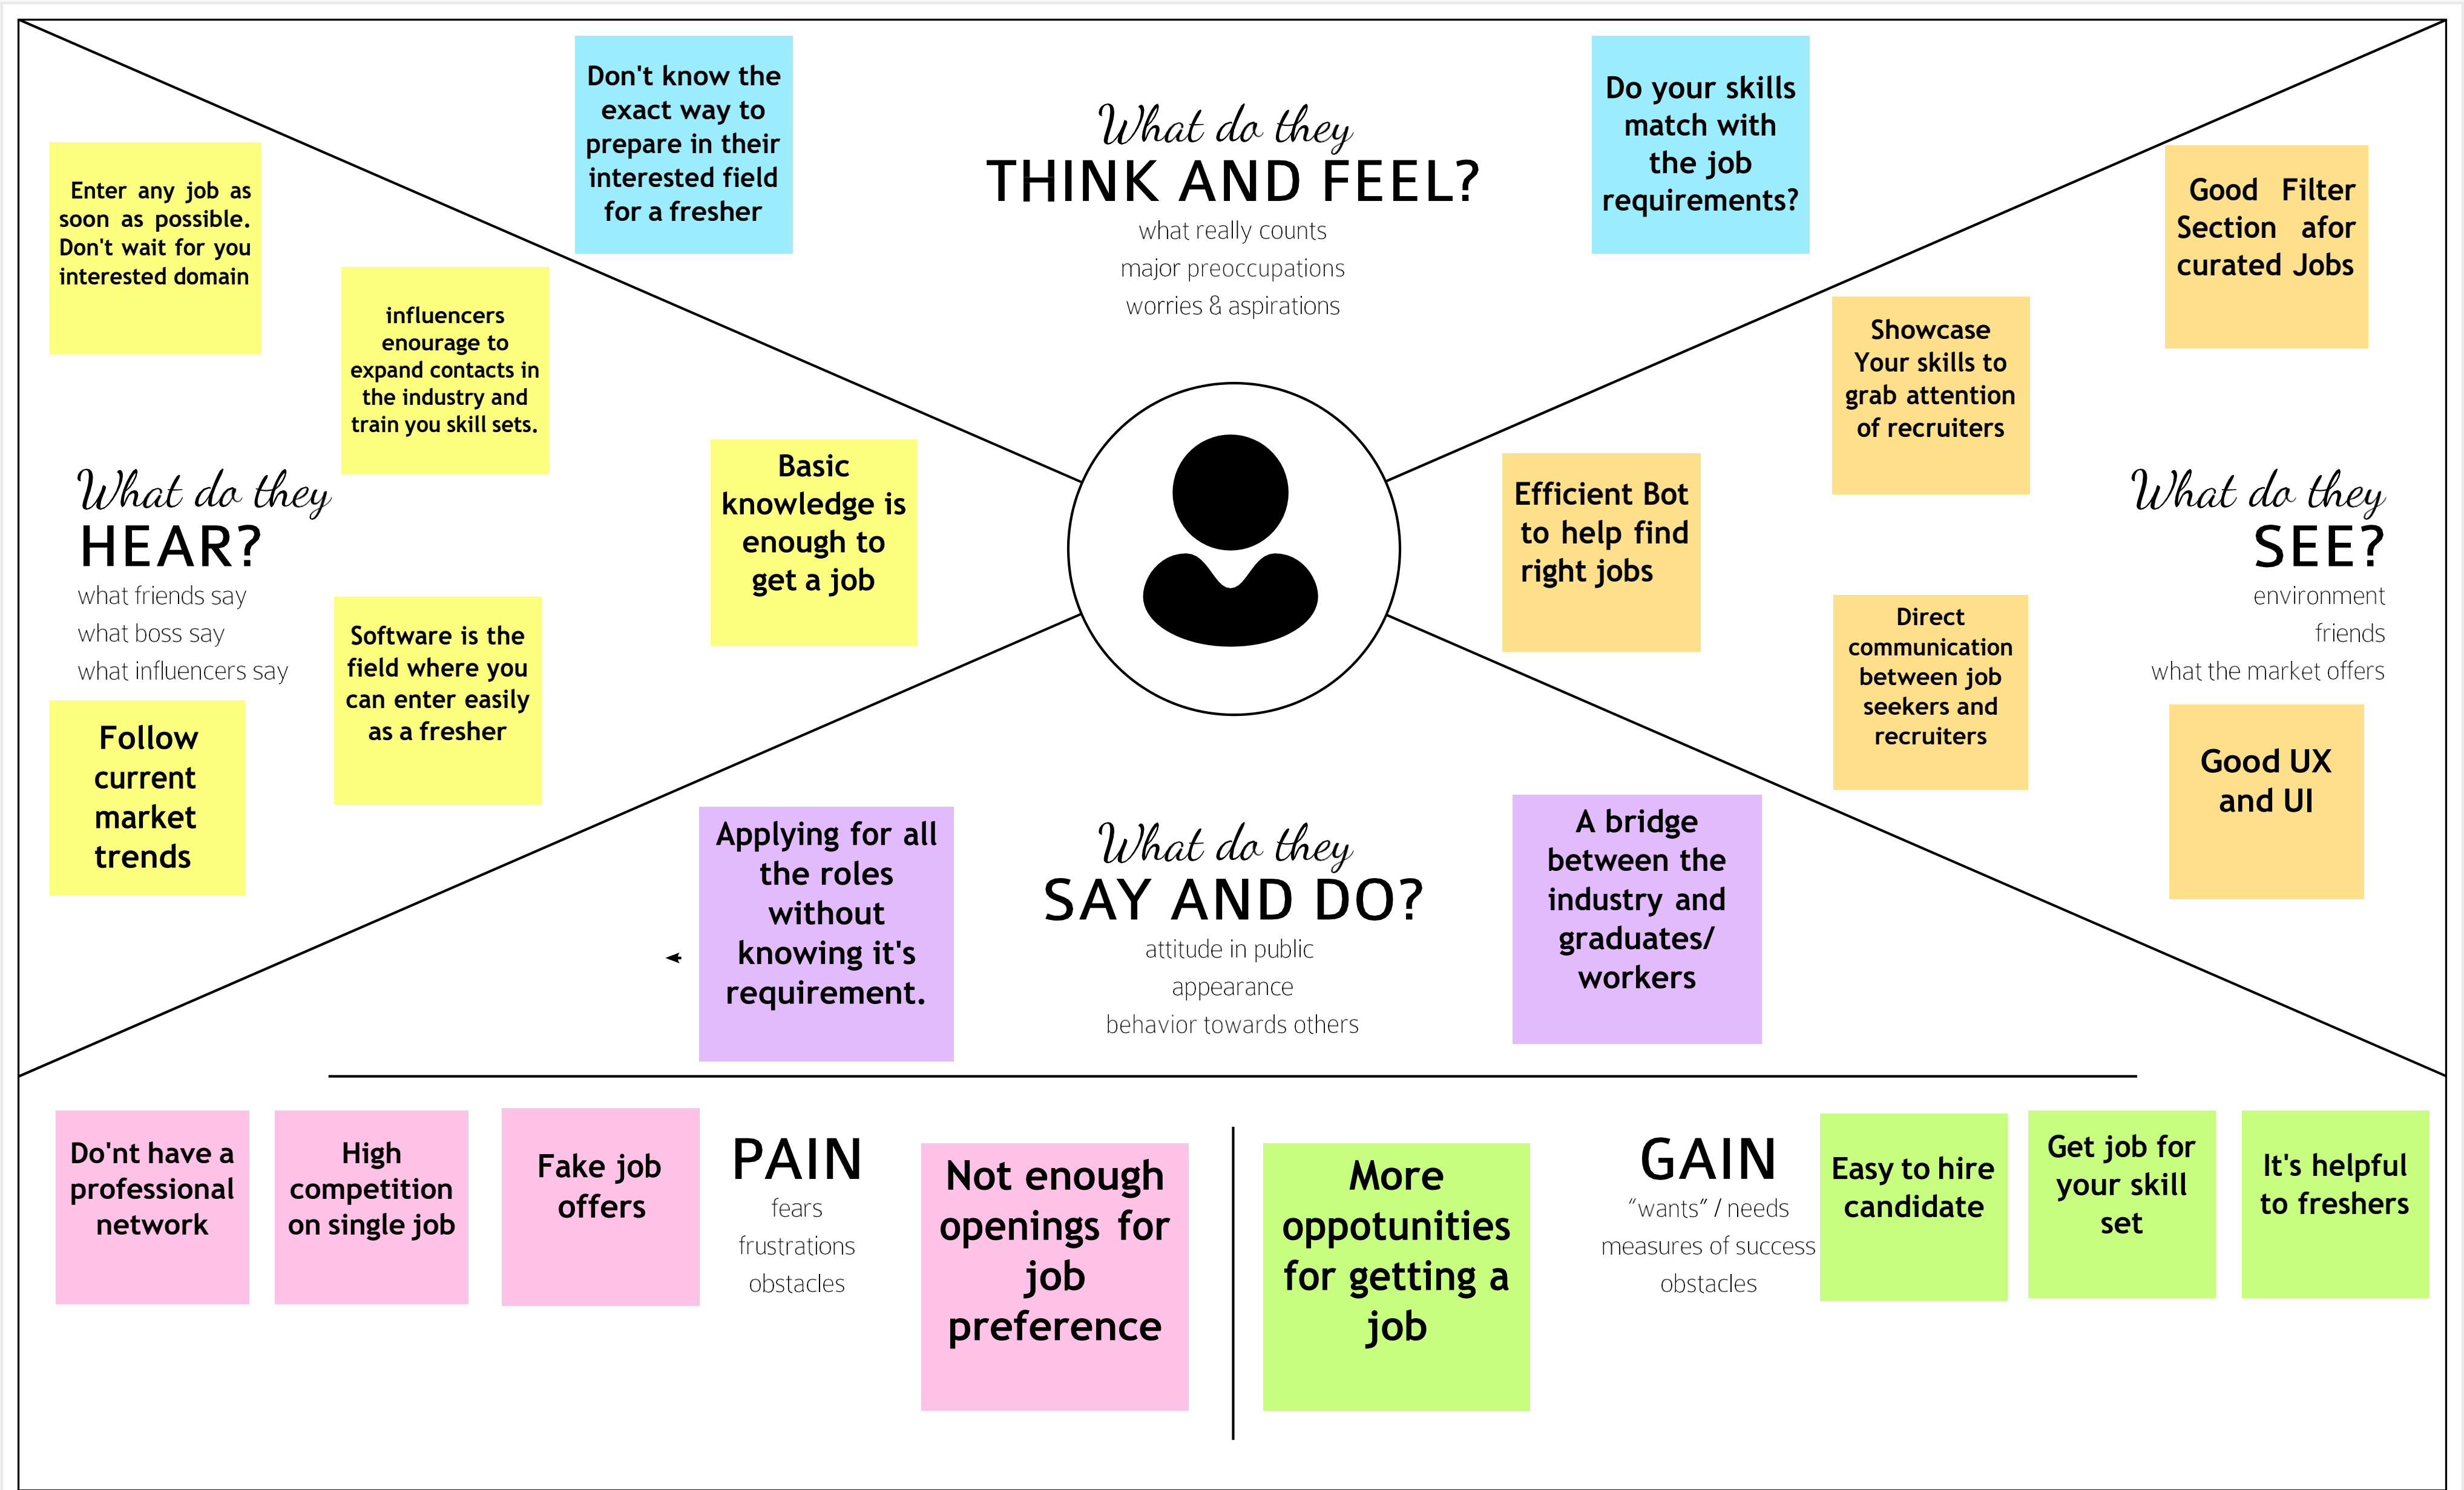 Don't know the
exact way to
prepare in their
interested field
for a fresher
What do they
THINK AND FEEL?
what really counts
major preoccupations
worries & aspirations
Do your skills
match with
the job
requirements?
Enter any job as
soon as possible.
Don't wait for you
interested domain
influencers
enourage to
expand contacts in
the industry and
train you skill sets.
Basic
knowledge is
enough to
get a job
What do they
HEAR?
what friends say
what boss say
what influencers say
Software is the
field where you
can enter easily
as a fresher
Follow
current
market
trends
Good Filter
Section afor
curated Jobs
Showcase
Your skills to
grab attention
of recruiters
Efficient Bot
to help find
right jobs
What do they
SEE?
environment
friends
what the market offers
Direct
communication
between job
seekers and
recruiters
Good UX
and UI
Applying for all
the roles
without
knowing it's
requirement.
What do they
SAY AND DO?
attitude in public
appearance
behavior towards others
A bridge
between the
industry and
graduates/
workers
Do'nt have a
professional
network
High
competition
on single job
Fake job
offers
PAIN
fears
frustrations
obstacles
Not enough
openings for
job
preference
More
oppotunities
for getting a
job
GAIN
“wants” / needs
measures of success
obstacles
Easy to hire
candidate
Get job for
your skill
set
It's helpful
to freshers